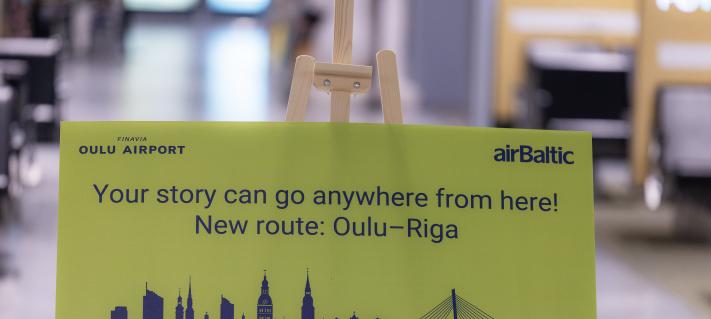 FINAVIA
OULU AIRPORT
airBaltic
Your story can go anywhere from here!
New route: Oulu–Riga